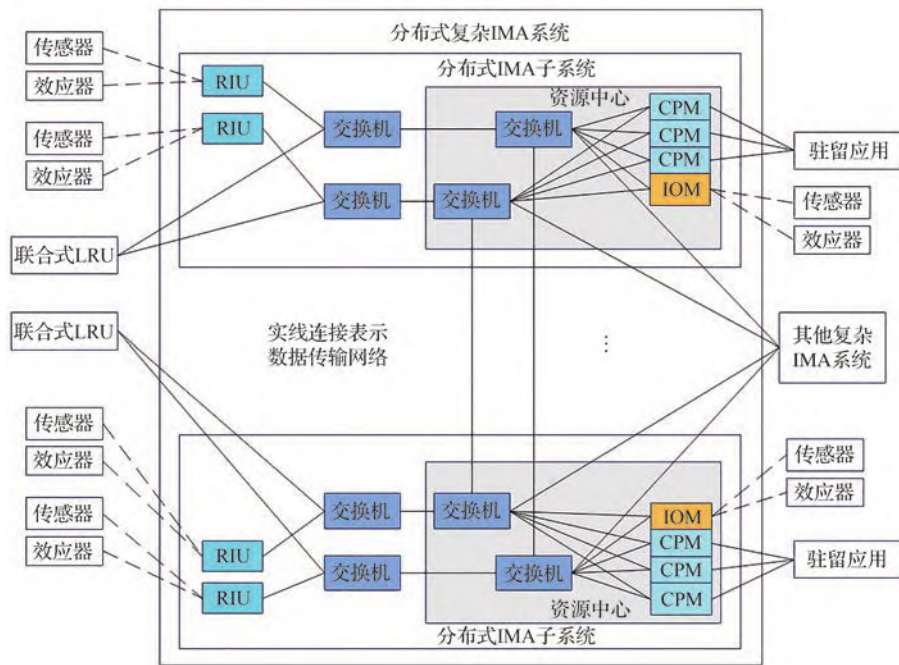 分布式复杂IMA系统
传感器
效应器
传感器
效应器
联合式LRU
分布式IMA子系统
RIU
RIU
交换机
交换机
资源中心
交换机
交换机
CPM
CPM
CPM
IOM
驻留应用
传感器
效应器
联合式LRU
实线连接表示
数据传输网络
⋮
其他复杂
IMA系统
传感器
效应器
传感器
效应器
RIU
RIU
交换机
交换机
交换机
交换机
IOM
CPM
CPM
CPM
资源中心
分布式IMA子系统
传感器
效应器
驻留应用